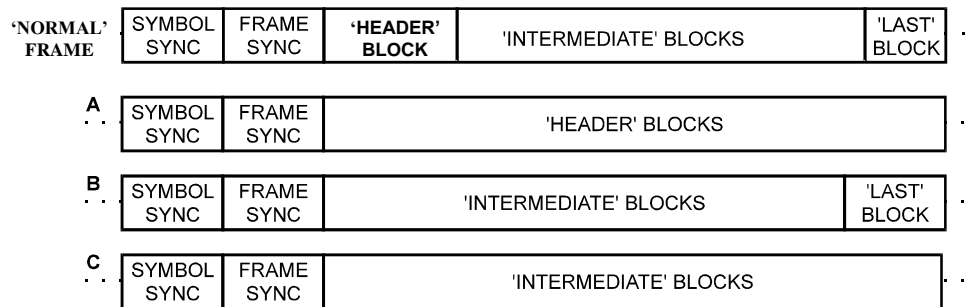 ‘NORMAL’ FRAME
SYMBOL SYNC
FRAME SYNC
‘HEADER’ BLOCK
'INTERMEDIATE' BLOCKS
'LAST' BLOCK
A
SYMBOL SYNC
FRAME SYNC
'HEADER' BLOCKS
B
SYMBOL SYNC
FRAME SYNC
'INTERMEDIATE' BLOCKS
'LAST' BLOCK
C
SYMBOL SYNC
FRAME SYNC
'INTERMEDIATE' BLOCKS